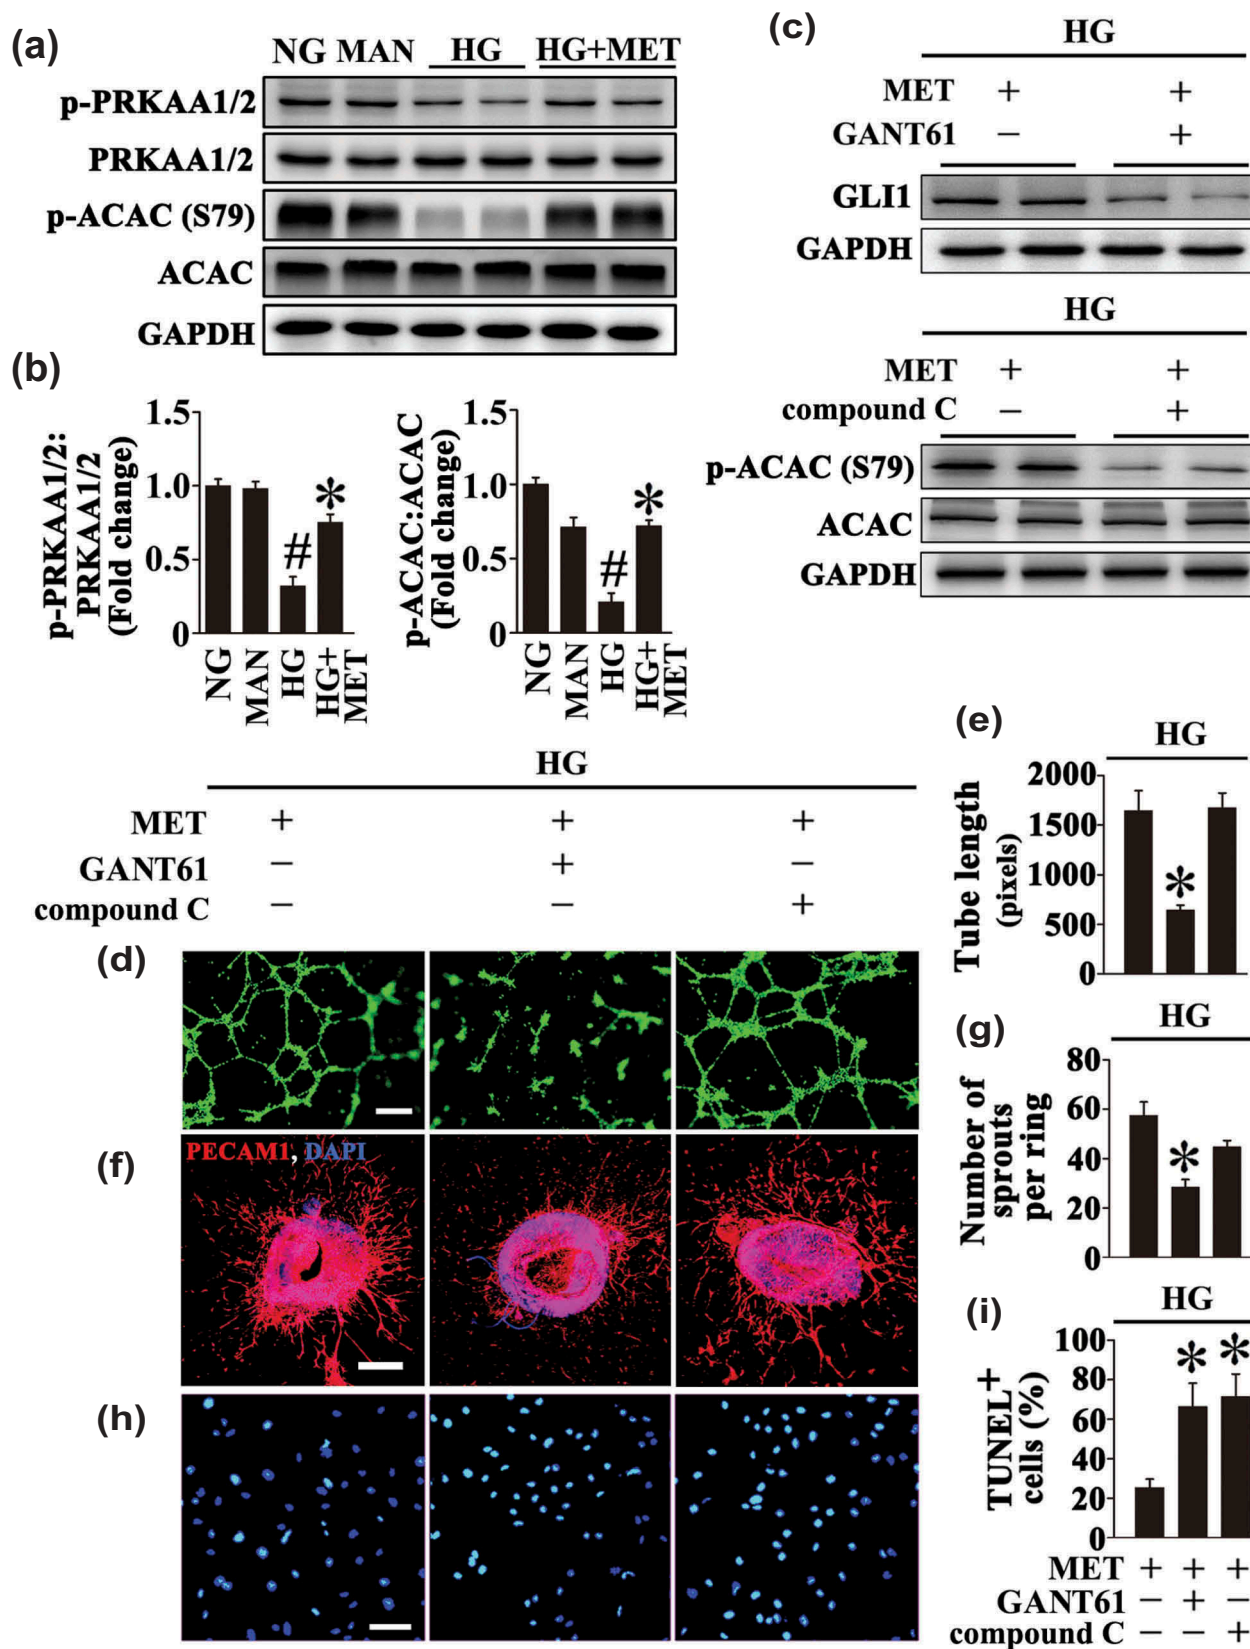 (a)
NG MAN HG HG+MET
p-PRKAA1/2
PRKAA1/2
p-ACAC (S79)
ACAC
GAPDH
(b)
p-PRKAA1/2:
PRKAA1/2
(Fold change)
1.5
1.0
0.5
0
#
*
NG
MAN
HG
HG+
MET
p-ACAC:ACAC
(Fold change)
1.5
1.0
0.5
0
#
*
NG
MAN
HG
HG+
MET
(c)
HG
MET + +
GANT61 − +
GLI1
GAPDH
HG
MET + +
compound C − +
p-ACAC (S79)
ACAC
GAPDH
HG
MET + + +
GANT61 − + −
compound C − − +
(d)
(e)
HG
Tube length
(pixels)
2000
1500
1000
500
0
*
(f)
PECAM1, DAPI
(g)
HG
Number of
sprouts
per ring
80
60
40
20
0
*
(h)
(i)
HG
TUNEL+
cells (%)
100
80
60
40
20
0
* *
MET + + +
GANT61 − + −
compound C − − +